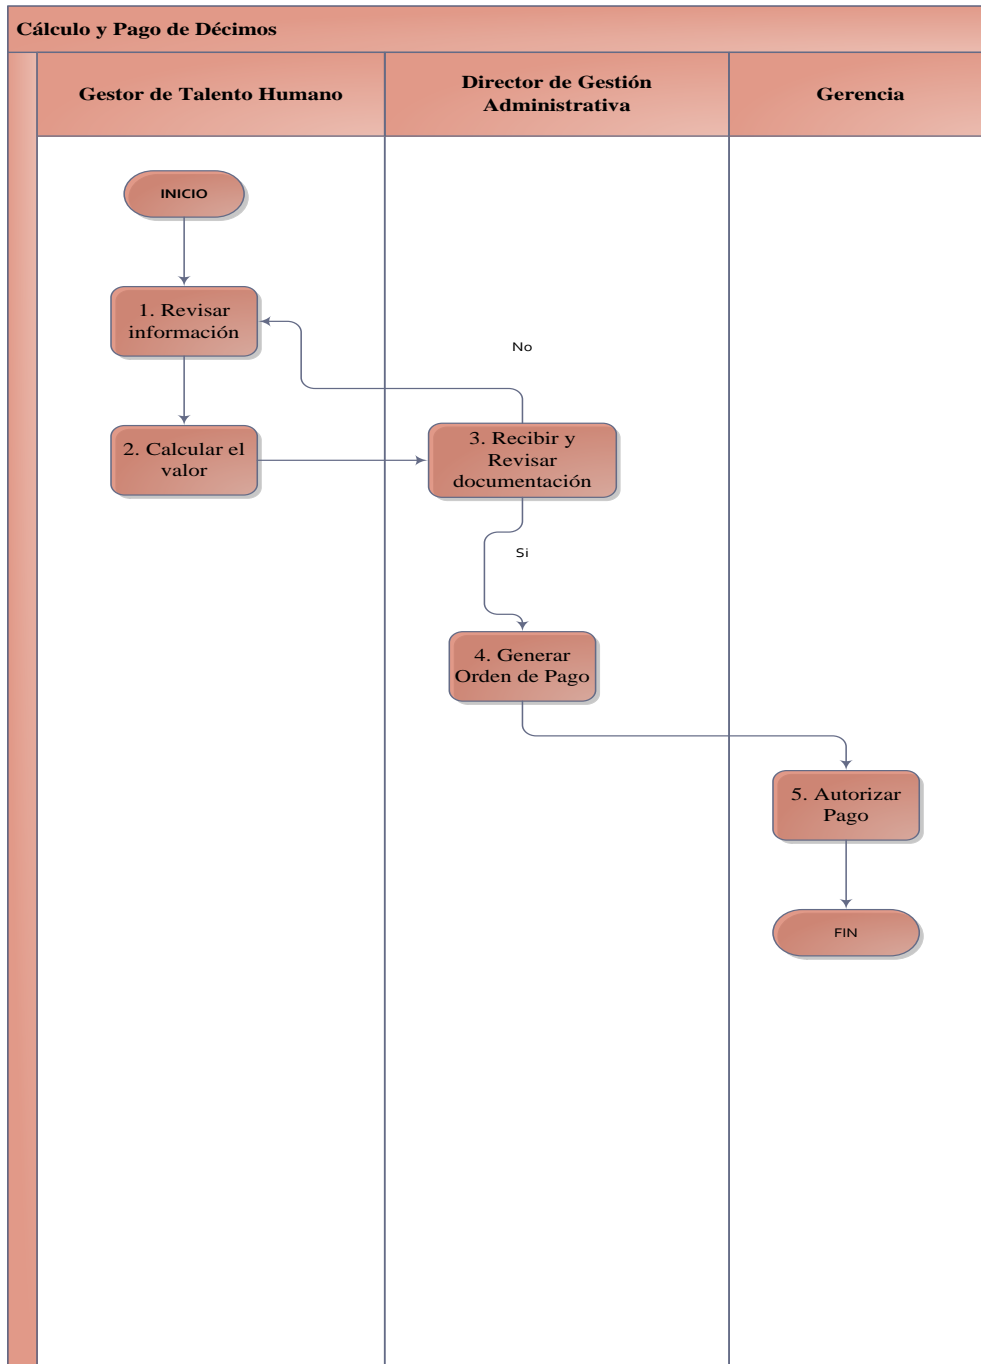 Cálculo y Pago de Décimos
Gestor de Talento Humano
Director de Gestión
Administrativa
Gerencia
INICIO
1. Revisar
información
No
2. Calcular el
valor
3. Recibir y
Revisar
documentación
Si
4. Generar
Orden de Pago
5. Autorizar
Pago
FIN